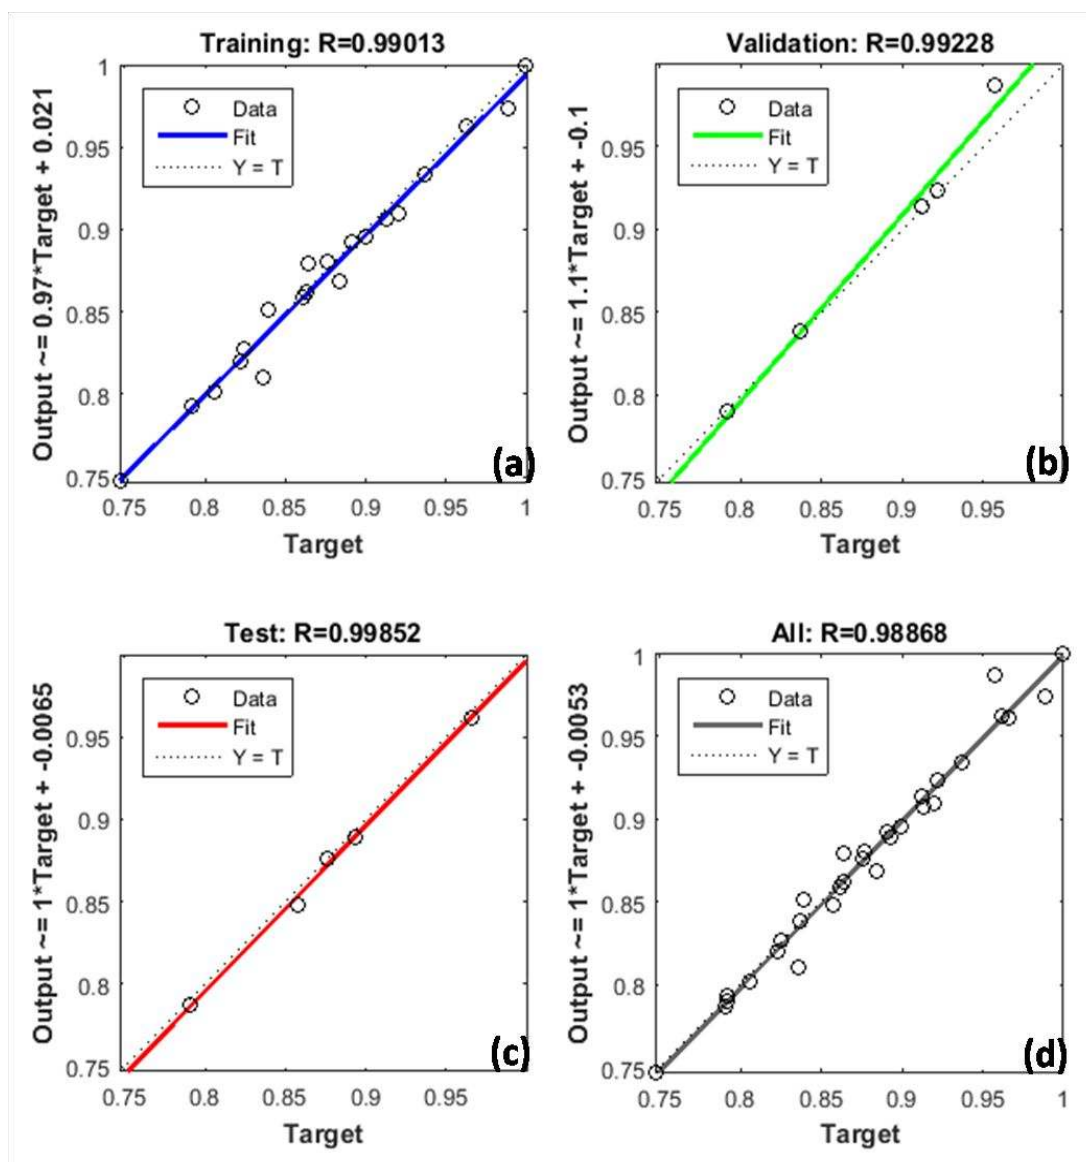 Training: R=0.99013
Output ~= 0.97*Target + 0.021
1
0.95
0.9
0.85
0.8
0.75
Data
Fit
Y = T
(a)
0.75 0.8 0.85 0.9 0.95 1
Target
Validation: R=0.99228
Output ~= 1.1*Target + -0.1
0.95
0.9
0.85
0.8
0.75
Data
Fit
Y = T
(b)
0.75 0.8 0.85 0.9 0.95
Target
Test: R=0.99852
Output ~= 1*Target + -0.0065
0.95
0.9
0.85
0.8
0.75
Data
Fit
Y = T
(c)
0.75 0.8 0.85 0.9 0.95
Target
All: R=0.98868
Output ~= 1*Target + -0.0053
1
0.95
0.9
0.85
0.8
0.75
Data
Fit
Y = T
(d)
0.75 0.8 0.85 0.9 0.95 1
Target